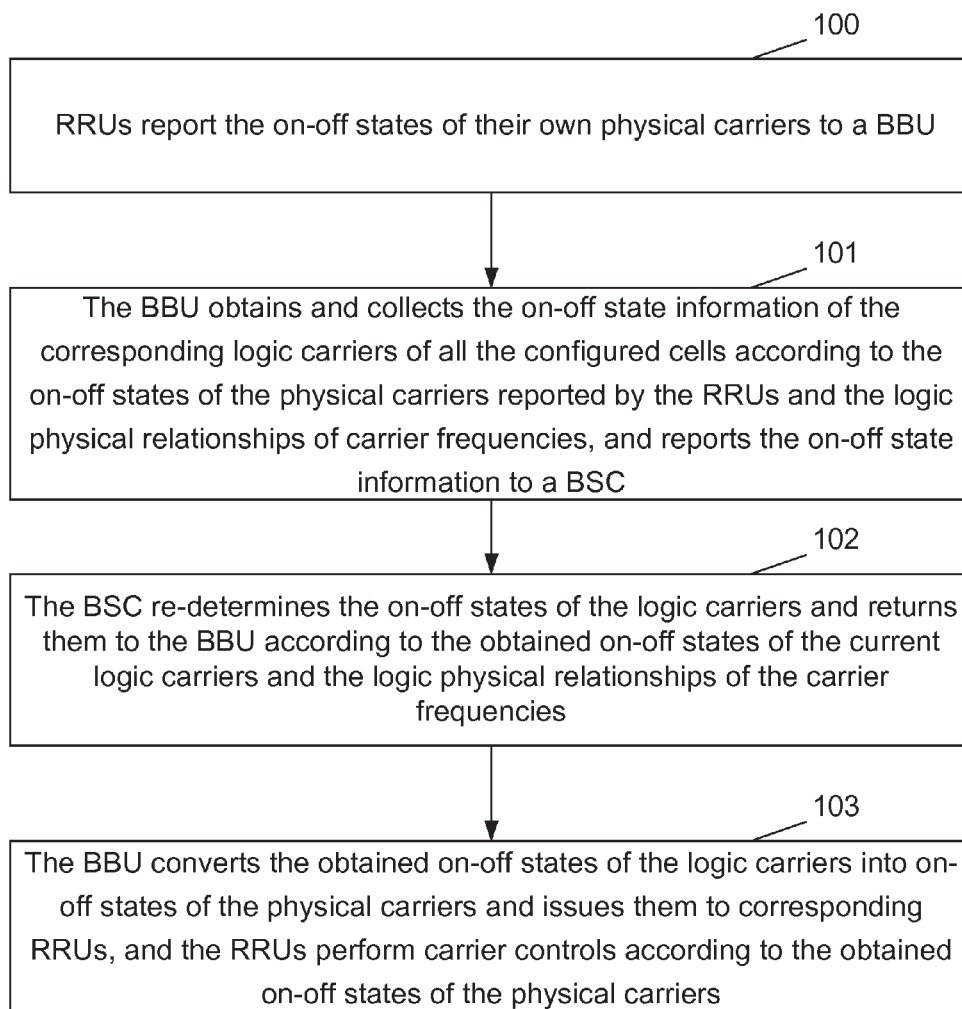 100
RRUs report the on-off states of their own physical carriers to a BBU
101
The BBU obtains and collects the on-off state information of the
corresponding logic carriers of all the configured cells according to the
on-off states of the physical carriers reported by the RRUs and the logic
physical relationships of carrier frequencies, and reports the on-off state
information to a BSC
102
The BSC re-determines the on-off states of the logic carriers and returns
them to the BBU according to the obtained on-off states of the current
logic carriers and the logic physical relationships of the carrier
frequencies
103
The BBU converts the obtained on-off states of the logic carriers into on-
off states of the physical carriers and issues them to corresponding
RRUs, and the RRUs perform carrier controls according to the obtained
on-off states of the physical carriers